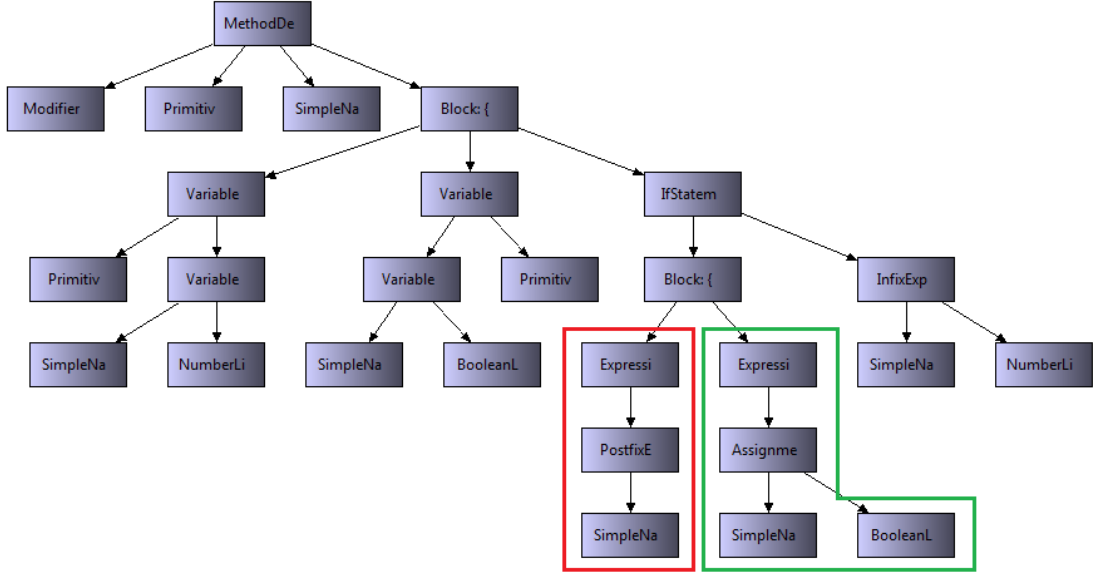 MethodDe
Modifier
Primitiv
SimpleNa
Block: {
Variable
Variable
IfStatem
Primitiv
Variable
Variable
Primitiv
Block: {
InfixExp
SimpleNa
NumberLi
SimpleNa
BooleanL
Expressi
Expressi
SimpleNa
NumberLi
PostfixE
Assignme
SimpleNa
SimpleNa
BooleanL